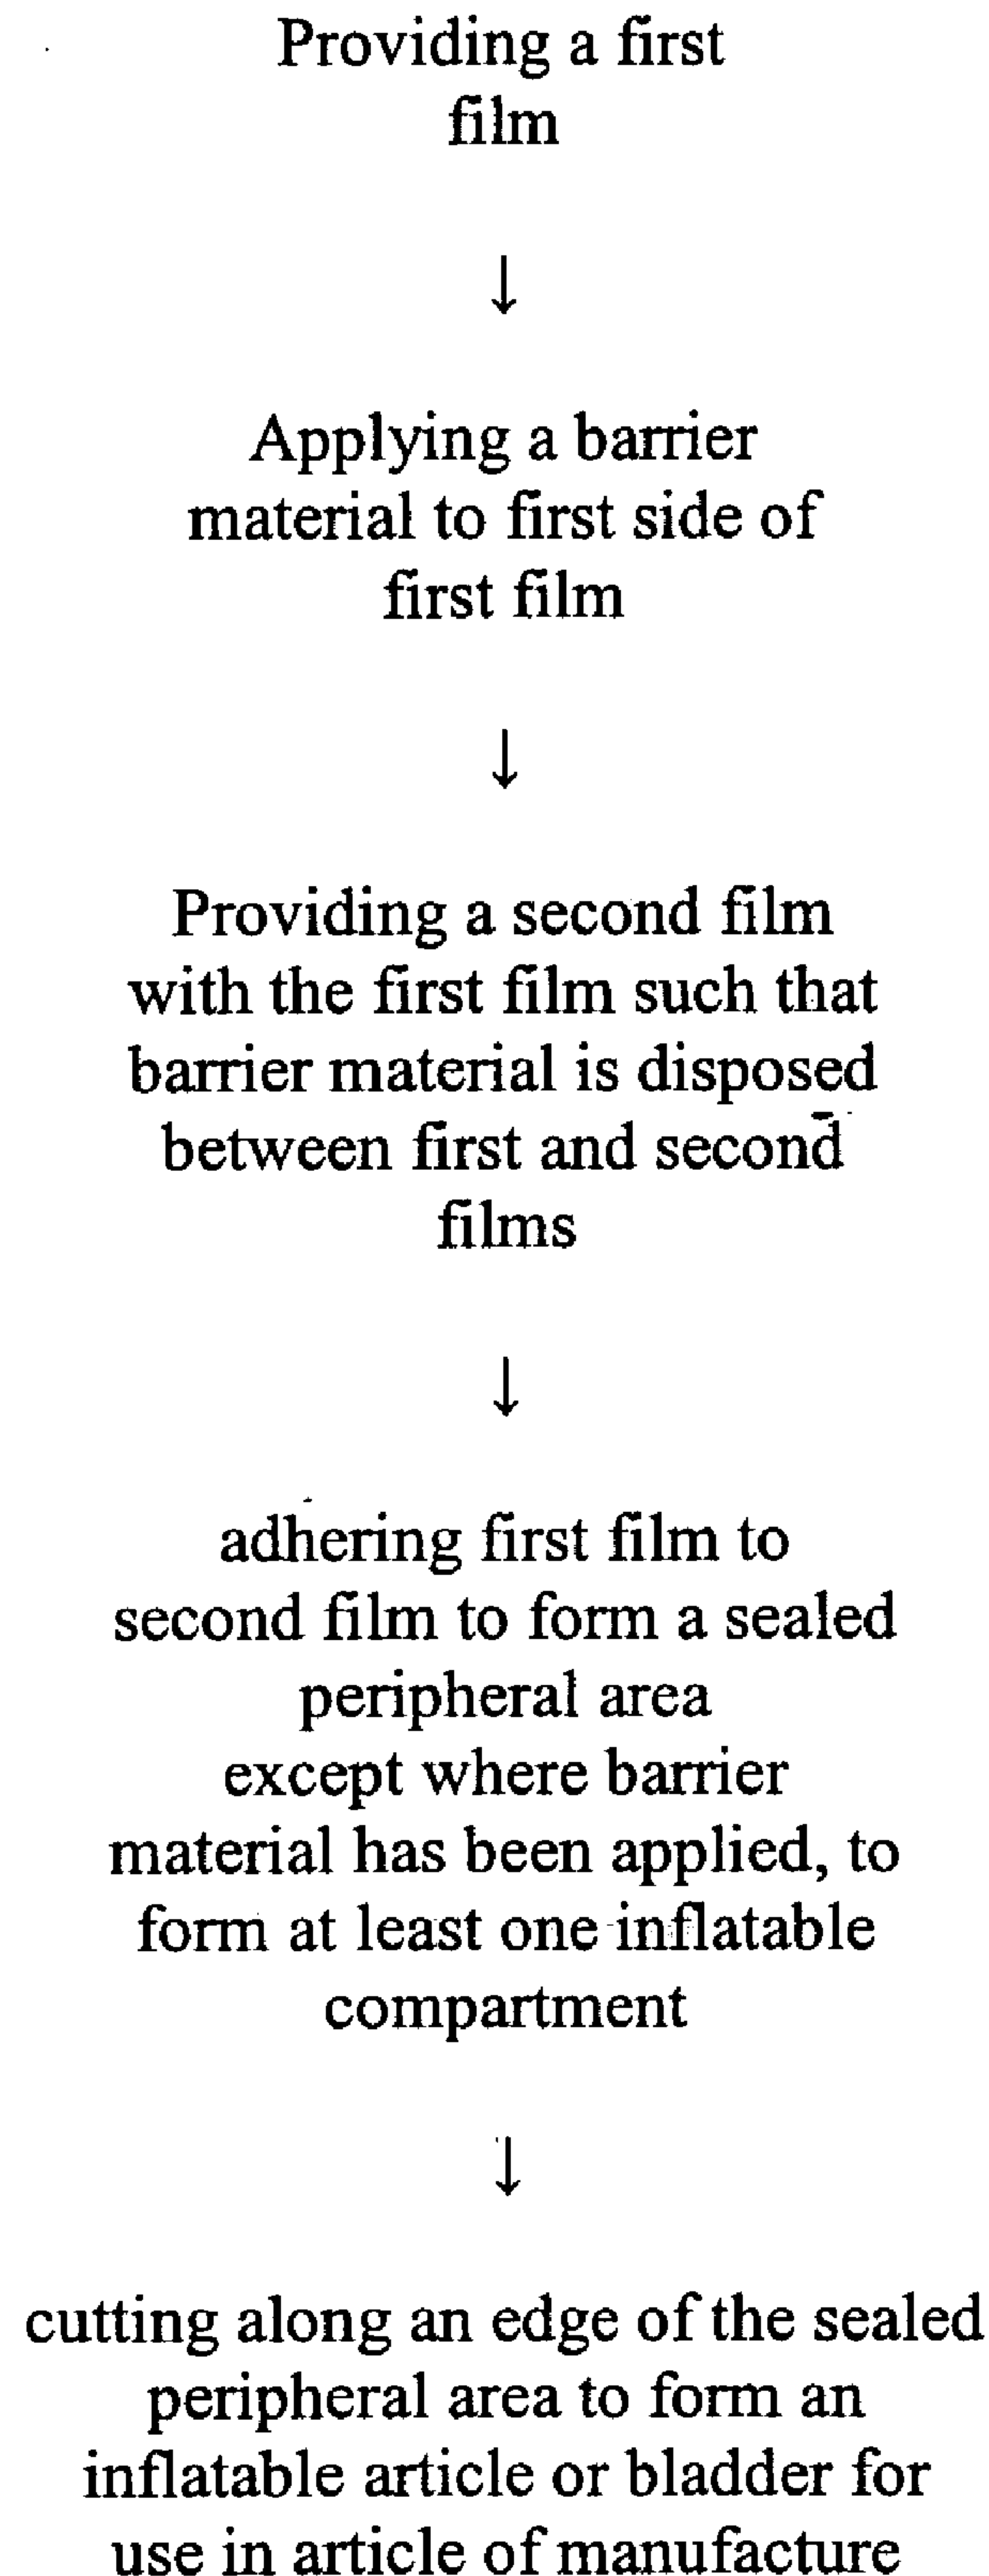 Providing a first
film
↓
Applying a barrier
material to first side of
first film
↓
Providing a second film
with the first film such that
barrier material is disposed
between first and second
films
↓
adhering first film to
second film to form a sealed
peripheral area
except where barrier
material has been applied, to
form at least one inflatable
compartment
↓
cutting along an edge of the sealed
peripheral area to form an
inflatable article or bladder for
use in article of manufacture